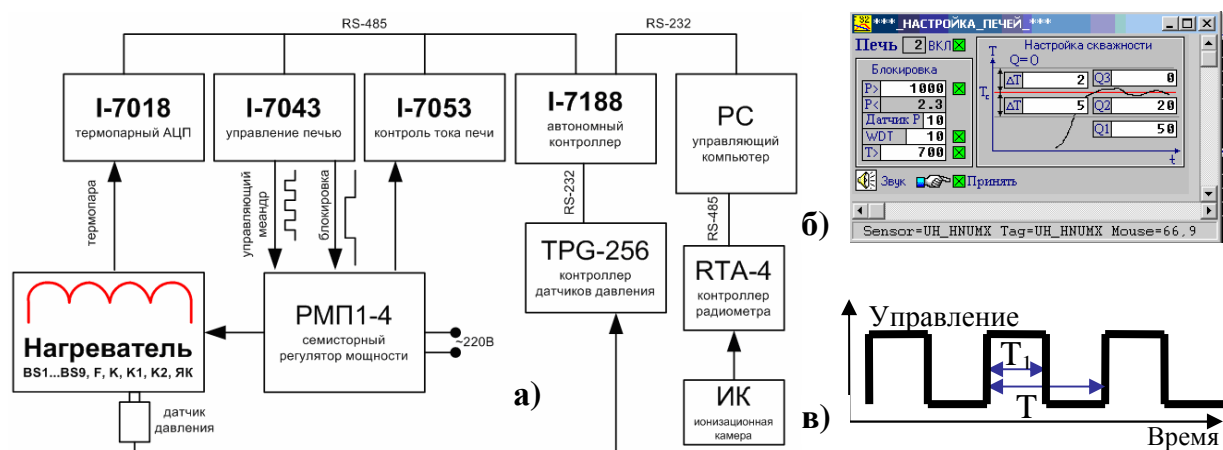 RS-485
RS-232
I-7018
термопарный АЦП
I-7043
управление печью
I-7053
контроль тока печи
I-7188
автономный
контроллер
PC
управляющий
компьютер
термопара
управляющий
меандр
блокировка
RS-232
RS-485
TPG-256
контроллер
датчиков давления
RTA-4
контроллер
радиометра
Нагреватель
BS1...BS9, F, K, K1, K2, ЯК
РМП1-4
семисторный
регулятор мощности
~220В
датчик
давления
ИК
ионизационная
камера
а)
б)
*** _НАСТРОЙКА_ПЕЧЕЙ_ ***
Печь 2 ВКЛ
Блокировка
P> 1000
P< 2.3
Датчик P 10
WDT 10
T> 700
Настройка скважности
T
Q=0
ΔT 2 Q3 0
Tc
ΔT 5 Q2 20
Q1 50
t
Звук Принять
Sensor=UH_HNUMX Tag=UH_HNUMX Mouse=66,9
в)
Управление
T1
T
Время